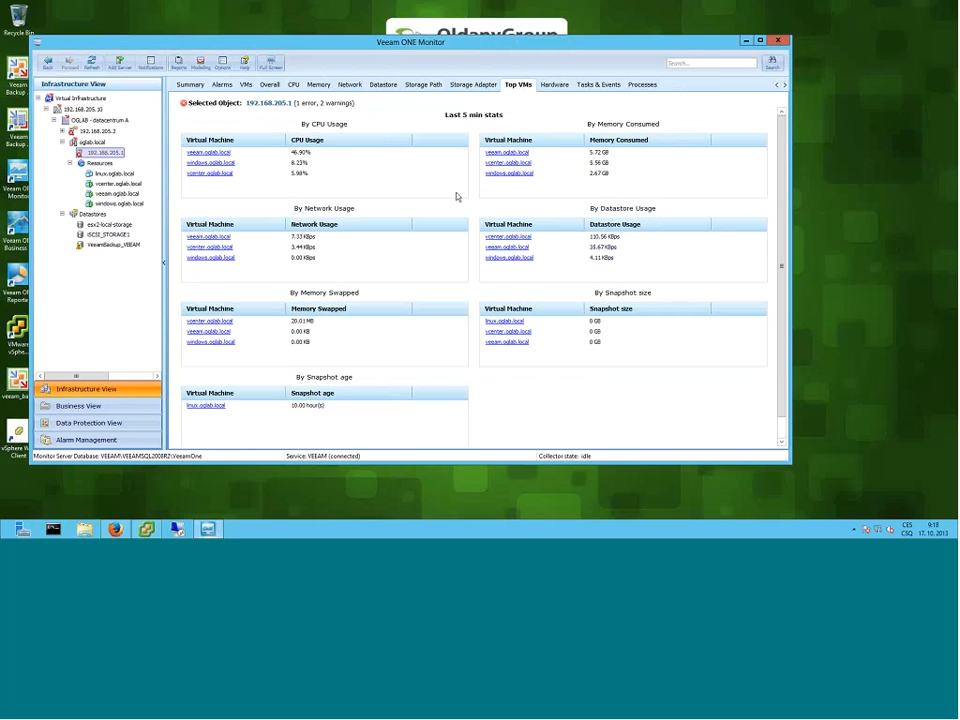 Recycle Bin
OldanyGroup
Veeam ONE Monitor
Back
Forward
Refresh
Add Server
Notifications
Reports
Modeling
Options
Help
Full Screen
Search...
Search
Infrastructure View
Summary Alarms VMs Overall CPU Memory Network Datastore Storage Path Storage Adapter Top VMs Hardware Tasks & Events Processes
Virtual Infrastructure
192.168.205.10
OGLAB - datacentrum A
192.168.205.2
oglab.local
192.168.205.1
Resources
linux.oglab.local
vcenter.oglab.local
veeam.oglab.local
windows.oglab.local
Datastores
esx2-local-storage
iSCSI_STORAGE1
VeeamBackup_VEEAM
Selected Object: 192.168.205.1 (1 error, 2 warnings)
Last 5 min stats
By CPU Usage
Virtual Machine CPU Usage
veeam.oglab.local 46.90%
windows.oglab.local 8.23%
vcenter.oglab.local 5.98%
By Memory Consumed
Virtual Machine Memory Consumed
veeam.oglab.local 5.72 GB
vcenter.oglab.local 5.56 GB
windows.oglab.local 2.67 GB
By Network Usage
Virtual Machine Network Usage
veeam.oglab.local 7.33 KBps
vcenter.oglab.local 3.44 KBps
windows.oglab.local 0.00 KBps
By Datastore Usage
Virtual Machine Datastore Usage
vcenter.oglab.local 110.56 KBps
veeam.oglab.local 35.67 KBps
windows.oglab.local 4.11 KBps
By Memory Swapped
Virtual Machine Memory Swapped
vcenter.oglab.local 20.01 MB
veeam.oglab.local 0.00 KB
windows.oglab.local 0.00 KB
By Snapshot size
Virtual Machine Snapshot size
linux.oglab.local 0 GB
vcenter.oglab.local 0 GB
veeam.oglab.local 0 GB
By Snapshot age
Virtual Machine Snapshot age
linux.oglab.local 10.00 hour(s)
Infrastructure View
Business View
Data Protection View
Alarm Management
Monitor Server Database: VEEAM\VEEAMSQL2008R2\VeeamOne
Service: VEEAM (connected)
Collector state: idle
Veeam
Backup
Veeam
Backup
Veeam ON
Monitor
Veeam ON
Business
Veeam ON
Reporte
VMware
vSphe...
veeam_ba
vSphere W
Client
CES
CSQ
9:18
17. 10. 2013